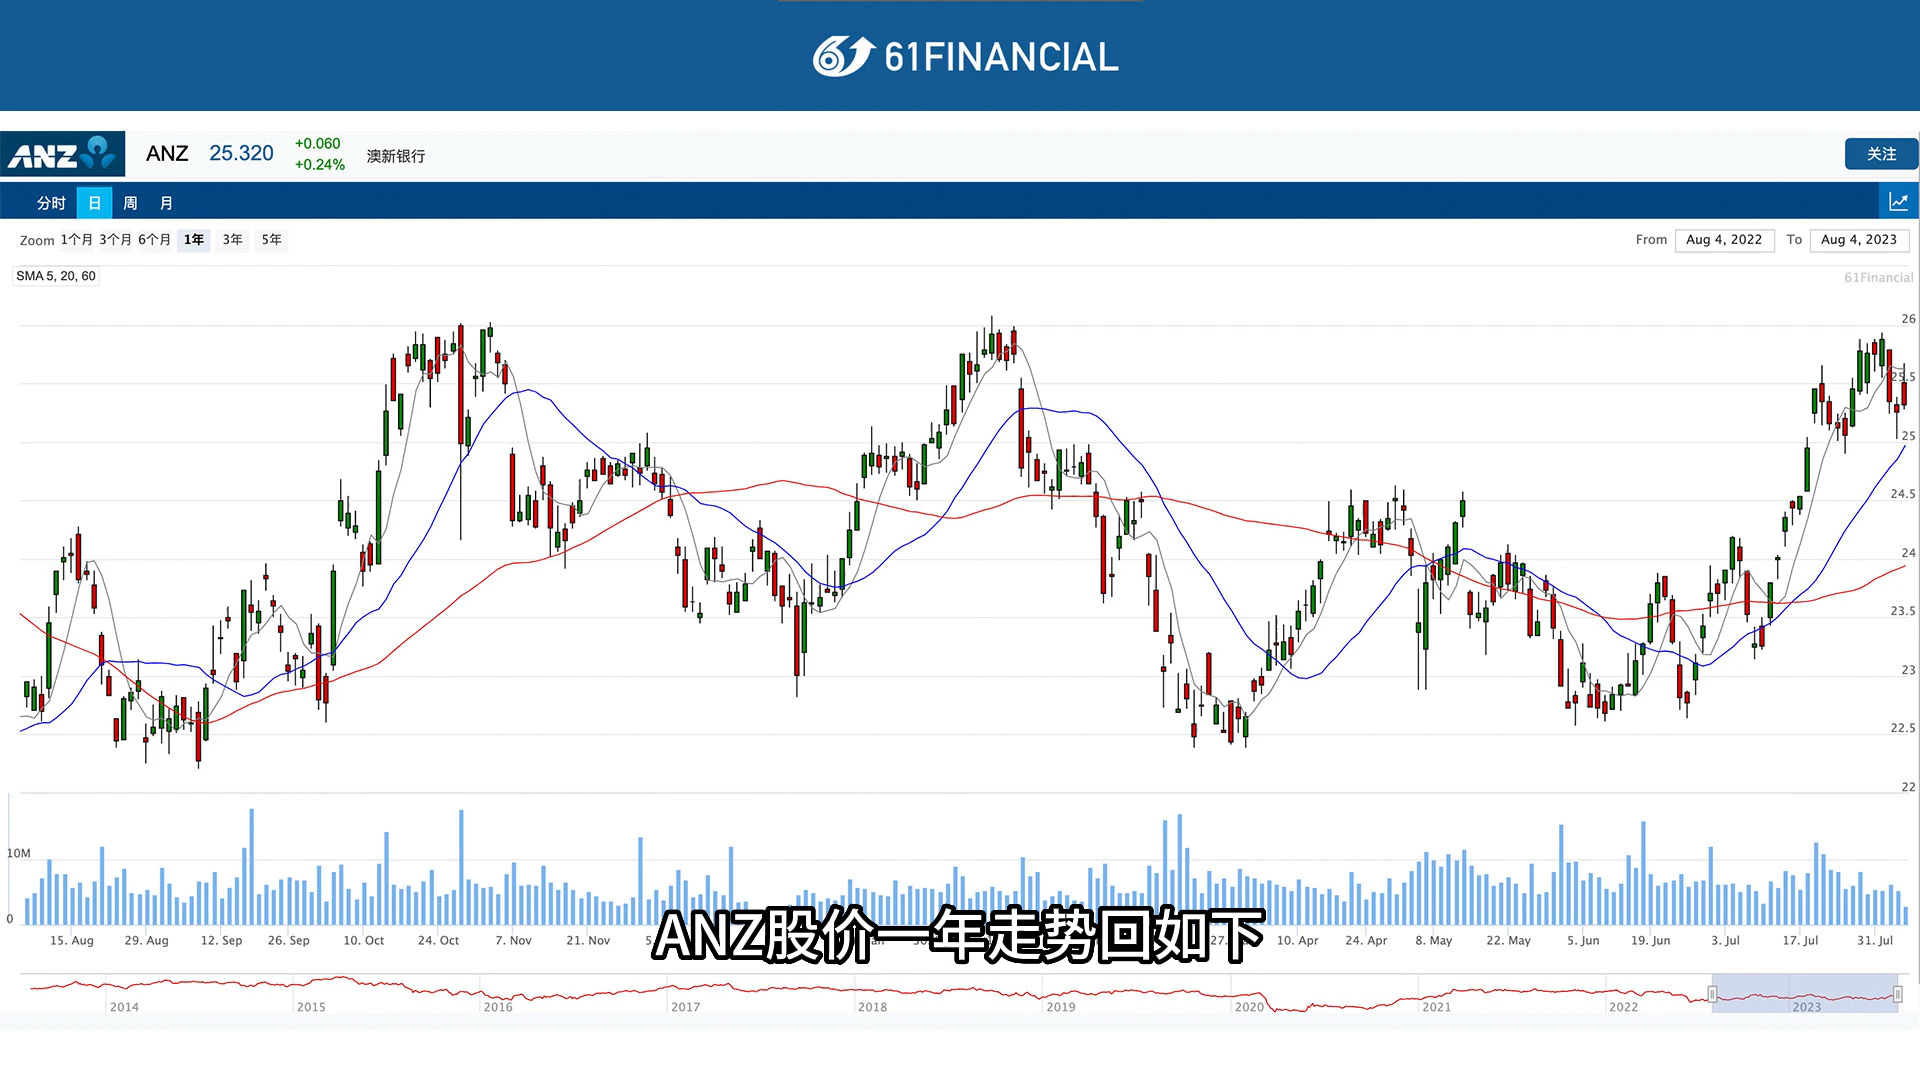 61FINANCIAL
ANZ ANZ 25.320 +0.060 +0.24% 澳新银行 关注
分时 日 周 月
Zoom 1个月 3个月 6个月 1年 3年 5年 From Aug 4, 2022 To Aug 4, 2023
SMA 5, 20, 60
61Financial
26
25.5
25
24.5
24
23.5
23
22.5
22
10M
0
ANZ股价一年走势回如下
15. Aug 29. Aug 12. Sep 26. Sep 10. Oct 24. Oct 7. Nov 21. Nov 10. Apr 24. Apr 8. May 22. May 5. Jun 19. Jun 3. Jul 17. Jul 31. Jul
2014 2015 2016 2017 2018 2019 2020 2021 2022 2023